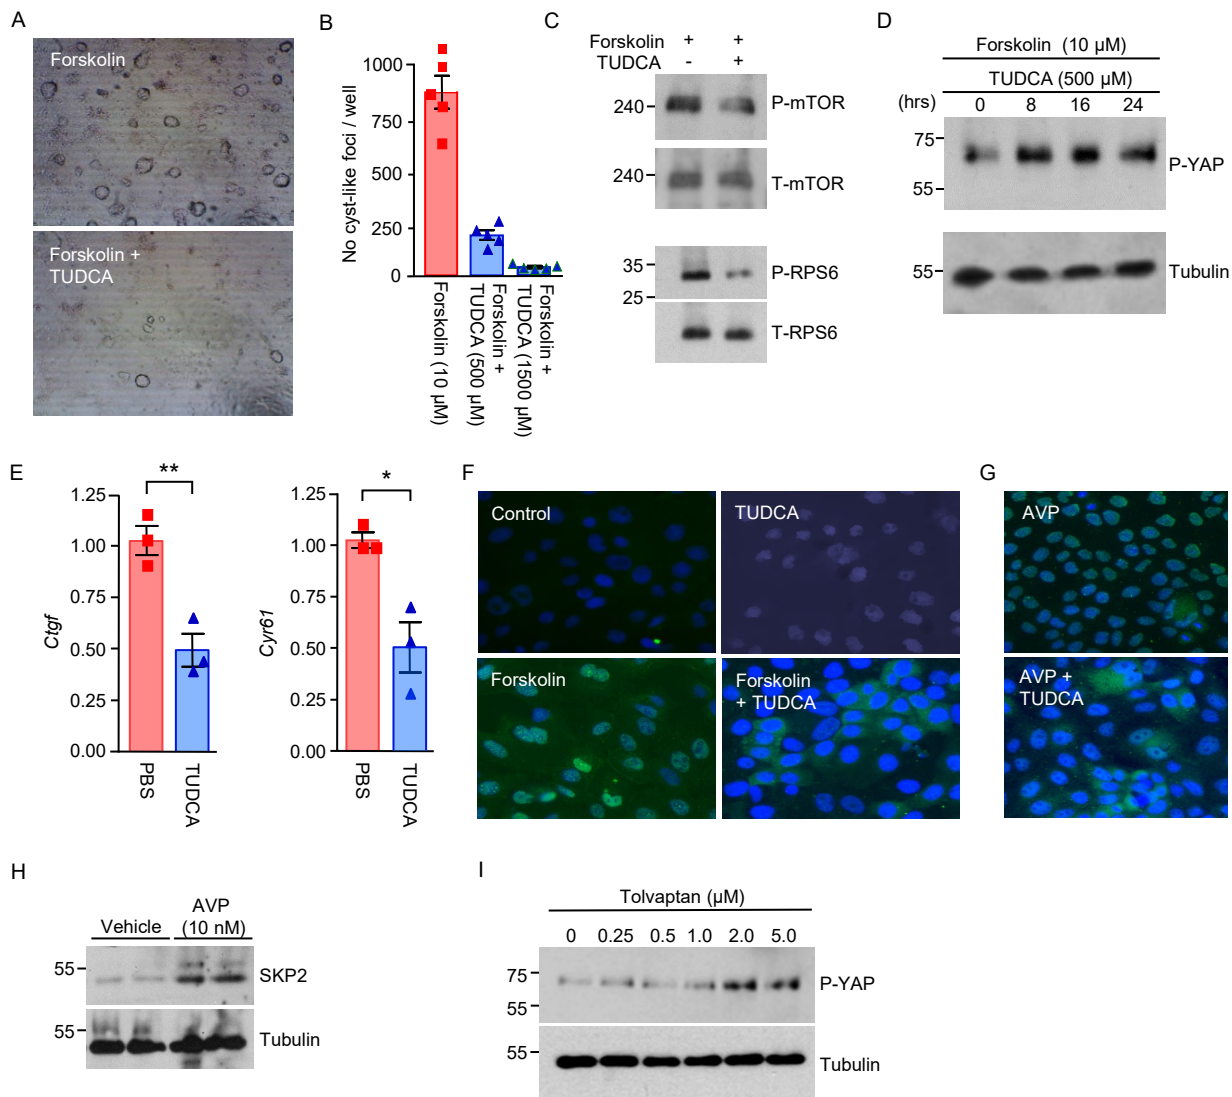 A
Forskolin
Forskolin +
TUDCA
B
No cyst-like foci / well
1000
750
500
250
0
Forskolin (10 µM)
Forskolin +
TUDCA (500 µM)
Forskolin +
TUDCA (1500 µM)
C
Forskolin + +
TUDCA - +
240
P-mTOR
240
T-mTOR
35
25
P-RPS6
T-RPS6
D
Forskolin (10 µM)
TUDCA (500 µM)
(hrs) 0 8 16 24
75
55
P-YAP
55
Tubulin
E
**
1.25
1.00
0.75
0.50
0.25
0.00
Ctgf
PBS
TUDCA
*
1.25
1.00
0.75
0.50
0.25
0.00
Cyr61
PBS
TUDCA
F
Control
TUDCA
Forskolin
Forskolin
+ TUDCA
G
AVP
AVP +
TUDCA
H
Vehicle
AVP
(10 nM)
55
SKP2
55
Tubulin
I
Tolvaptan (µM)
0 0.25 0.5 1.0 2.0 5.0
75
55
P-YAP
55
Tubulin